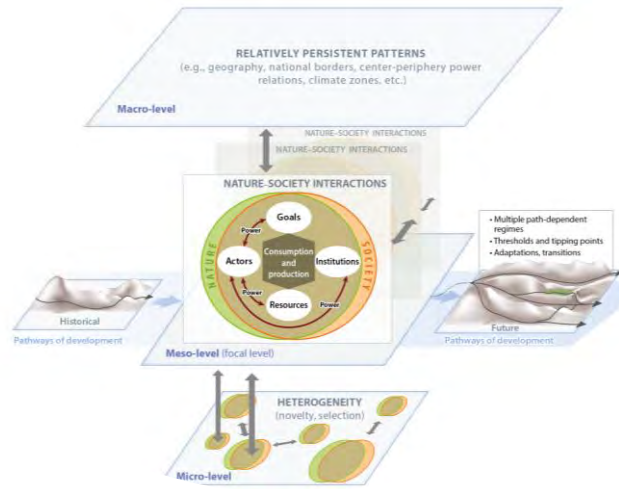 RELATIVELY PERSISTENT PATTERNS
(e.g., geography, national borders, center-periphery power
relations, climate zones, etc.)
Macro-level
NATURE–SOCIETY INTERACTIONS
NATURE–SOCIETY INTERACTIONS
NATURE–SOCIETY INTERACTIONS
Goals
Power
Actors
Consumption
and
production
Institutions
NATURE
SOCIETY
Power
Resources
Power
• Multiple path-dependent
regimes
• Thresholds and tipping points
• Adaptations, transitions
Historical
Pathways of development
Future
Pathways of development
Meso-level (focal level)
HETEROGENEITY
(novelty, selection)
Micro-level